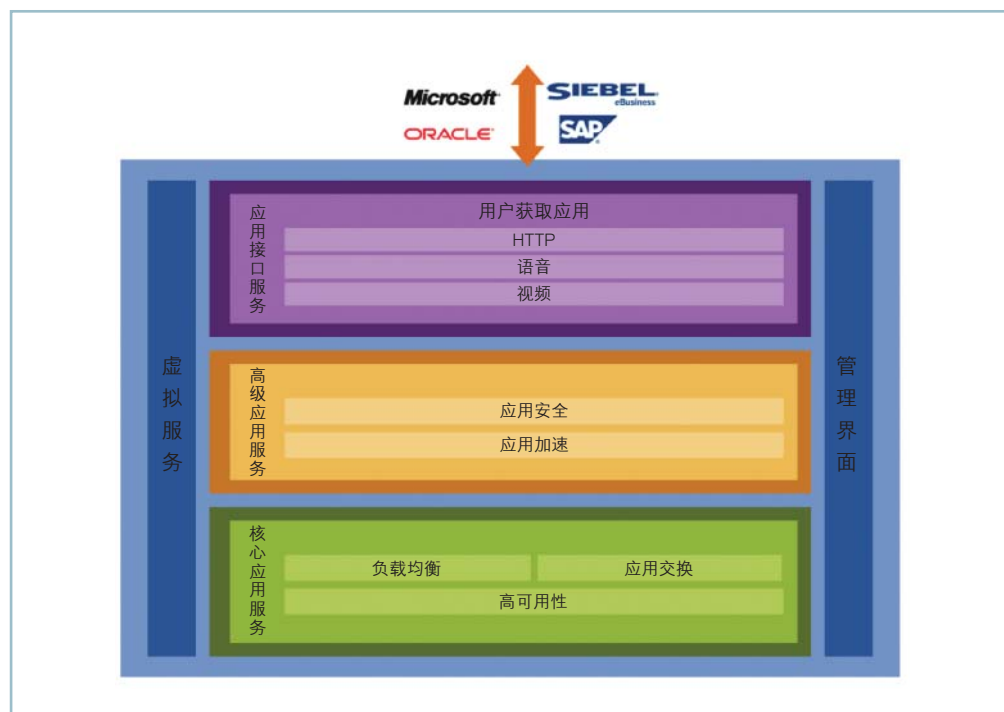 Microsoft
SIEBEL
eBusiness
ORACLE
SAP
虚拟服务
应用接口服务
用户获取应用
HTTP
语音
视频
高级应用服务
应用安全
应用加速
核心应用服务
负载均衡
应用交换
高可用性
管理界面